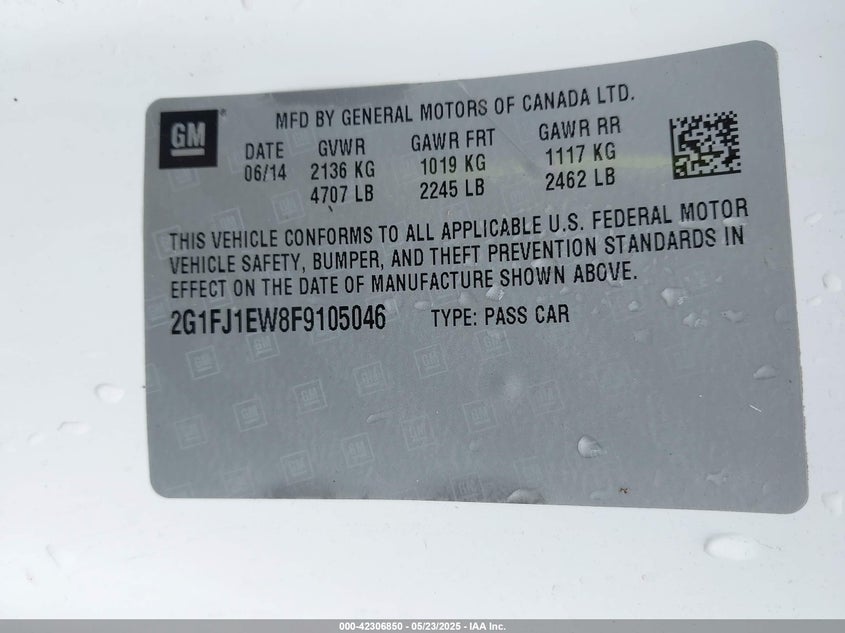 MFD BY GENERAL MOTORS OF CANADA LTD.
GM®
DATE GVWR GAWR FRT GAWR RR
06/14 2136 KG 1019 KG 1117 KG
4707 LB 2245 LB 2462 LB
THIS VEHICLE CONFORMS TO ALL APPLICABLE U.S. FEDERAL MOTOR
VEHICLE SAFETY, BUMPER, AND THEFT PREVENTION STANDARDS IN
EFFECT ON THE DATE OF MANUFACTURE SHOWN ABOVE.
2G1FJ1EW8F9105046 TYPE: PASS CAR
000-42306850 - 05/23/2025 - IAA Inc.